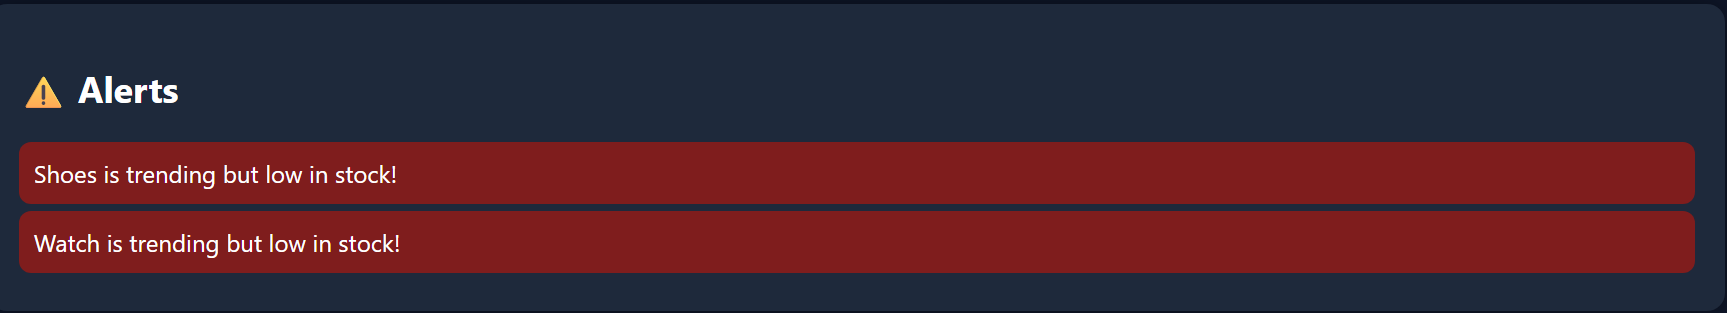 ⚠️ Alerts
Shoes is trending but low in stock!
Watch is trending but low in stock!